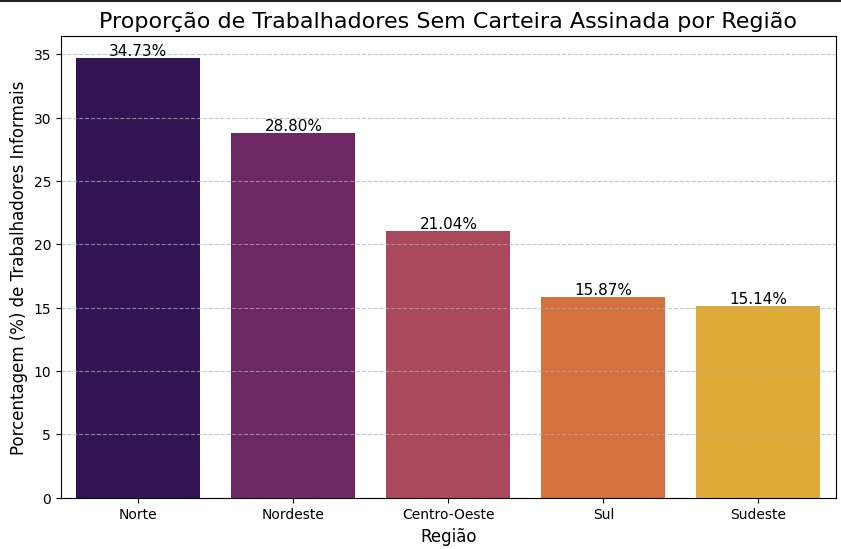 Proporção de Trabalhadores Sem Carteira Assinada por Região
Porcentagem (%) de Trabalhadores Informais
35
30
25
20
15
10
5
0
34.73%
28.80%
21.04%
15.87%
15.14%
Norte
Nordeste
Centro-Oeste
Sul
Sudeste
Região